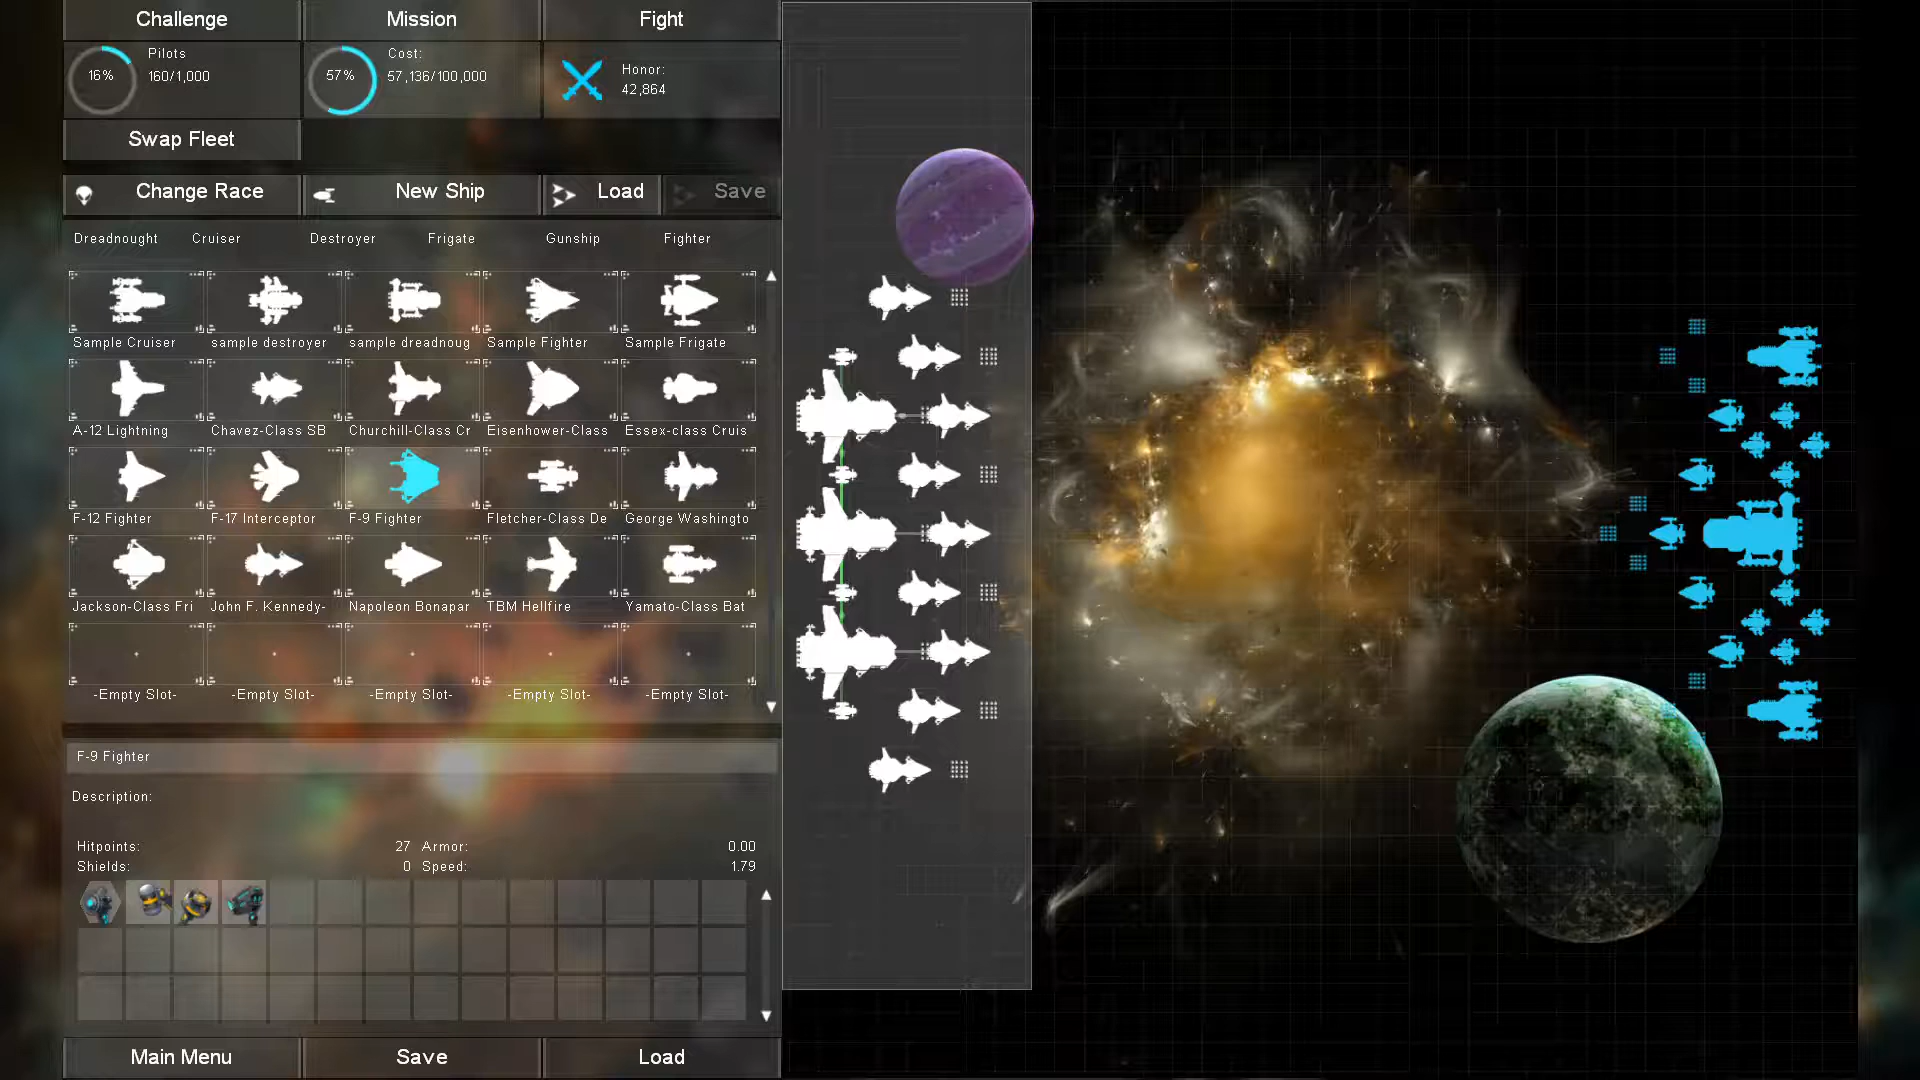 Challenge
Mission
Fight
16%
Pilots
160/1,000
57%
Cost:
57,136/100,000
Honor:
42,864
Swap Fleet
Change Race
New Ship
Load
Save
Dreadnought
Cruiser
Destroyer
Frigate
Gunship
Fighter
Sample Cruiser
sample destroyer
sample dreadnoug
Sample Fighter
Sample Frigate
A-12 Lightning
Chavez-Class SB
Churchill-Class Cr
Eisenhower-Class
Essex-class Cruis
F-12 Fighter
F-17 Interceptor
F-9 Fighter
Fletcher-Class De
George Washingto
Jackson-Class Fri
John F. Kennedy-
Napoleon Bonapar
TBM Hellfire
Yamato-Class Bat
-Empty Slot-
-Empty Slot-
-Empty Slot-
-Empty Slot-
-Empty Slot-
F-9 Fighter
Description:
Hitpoints: 27 Armor: 0.00
Shields: 0 Speed: 1.79
Main Menu
Save
Load